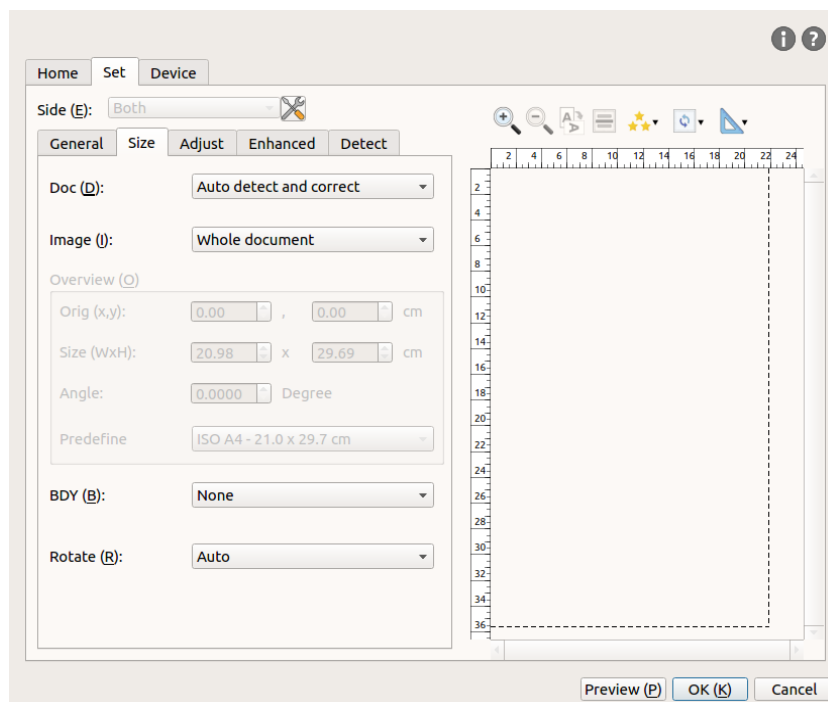 Home Set Device
Side (E): Both
General Size Adjust Enhanced Detect
Doc (D): Auto detect and correct
Image (I): Whole document
Overview (O)
Orig (x,y): 0.00 , 0.00 cm
Size (WxH): 20.98 x 29.69 cm
Angle: 0.0000 Degree
Predefine ISO A4 - 21.0 x 29.7 cm
BDY (B): None
Rotate (R): Auto
2 4 6 8 10 12 14 16 18 20 22 24
2
4
6
8
10
12
14
16
18
20
22
24
26
28
30
32
34
36
Preview (P) OK (K) Cancel